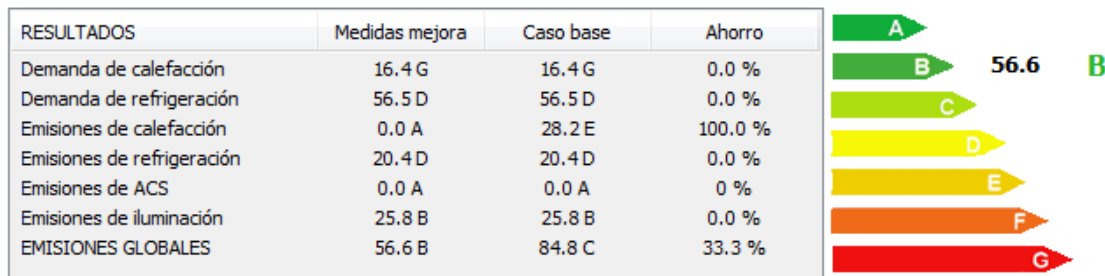 RESULTADOS Medidas mejora Caso base Ahorro
Demanda de calefacción 16.4 G 16.4 G 0.0 %
Demanda de refrigeración 56.5 D 56.5 D 0.0 %
Emisiones de calefacción 0.0 A 28.2 E 100.0 %
Emisiones de refrigeración 20.4 D 20.4 D 0.0 %
Emisiones de ACS 0.0 A 0.0 A 0 %
Emisiones de iluminación 25.8 B 25.8 B 0.0 %
EMISIONES GLOBALES 56.6 B 84.8 C 33.3 %
A
B 56.6 B
C
D
E
F
G